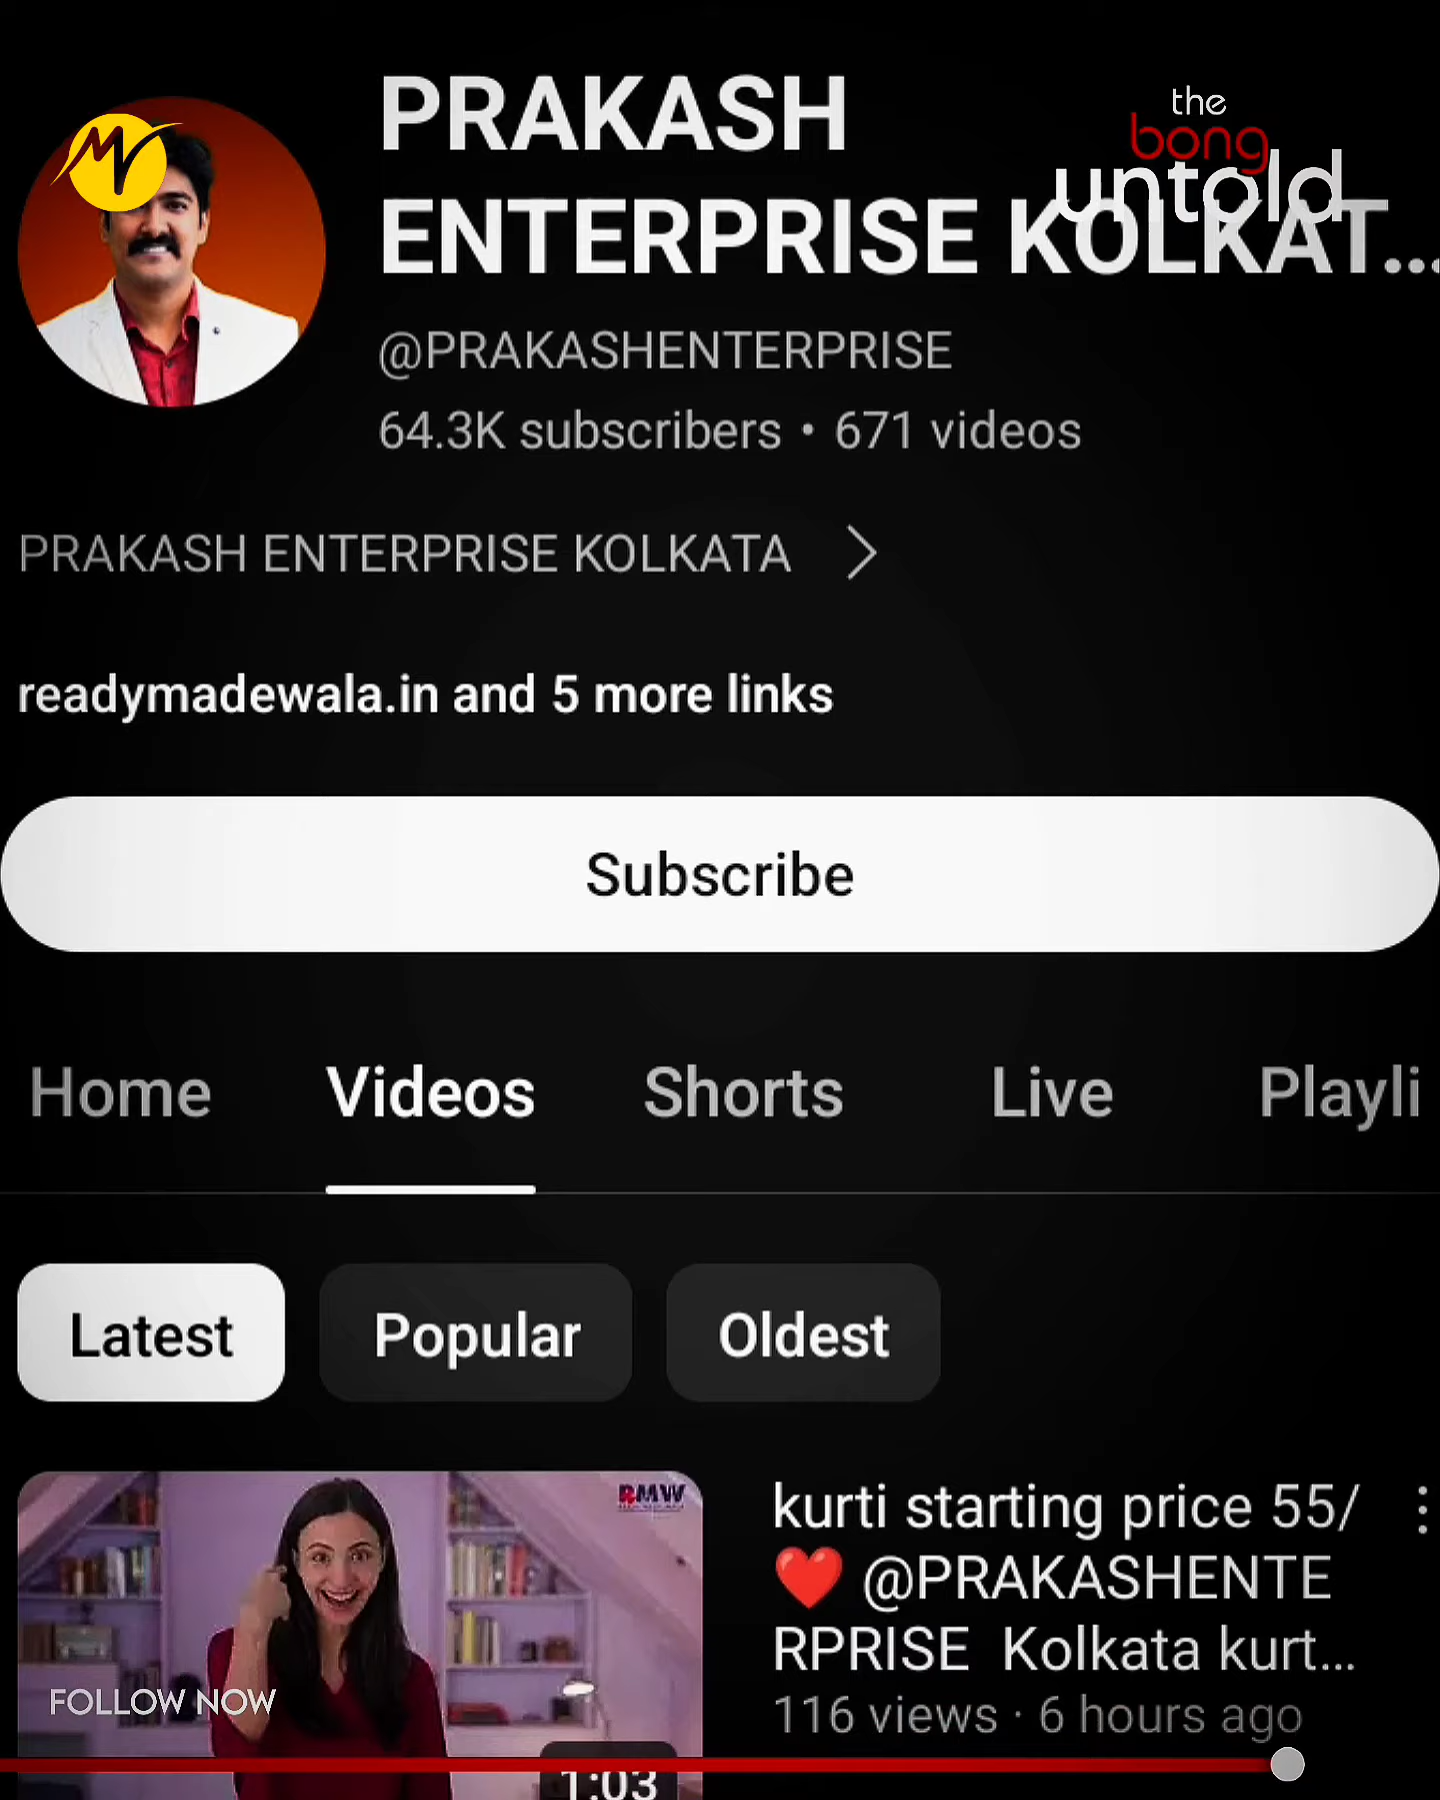 PRAKASH
ENTERPRISE KOLKAT...
the
bong
untold
@PRAKASHENTERPRISE
64.3K subscribers • 671 videos
PRAKASH ENTERPRISE KOLKATA
readymadewala.in and 5 more links
Subscribe
Home Videos Shorts Live Playli
Latest Popular Oldest
RMW
kurti starting price 55/
❤️ @PRAKASHENTE
RPRISE Kolkata kurt...
116 views · 6 hours ago
FOLLOW NOW
1:03